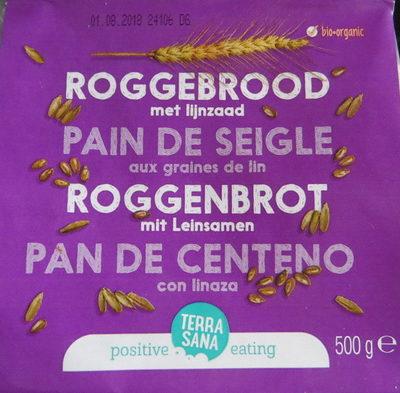 01.08.2018 24106 DG
bio+organic
ROGGEBROOD
met lijnzaad
PAIN DE SEIGLE
aux graines de lin
ROGGENBROT
mit Leinsamen
PAN DE CENTENO
con linaza
TERRA
SANA
positive eating
500 g e